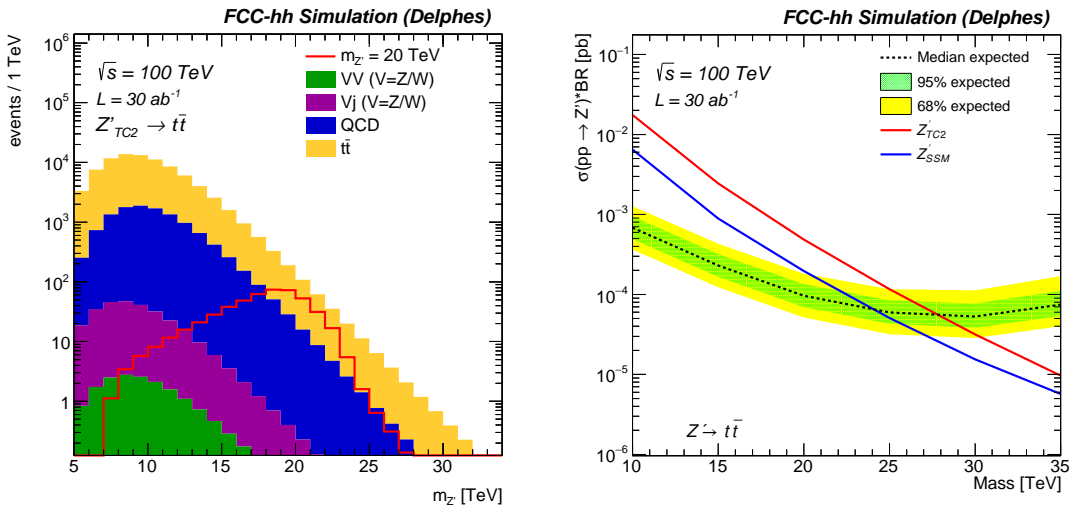 FCC-hh Simulation (Delphes)
events / 1 TeV
10⁶
10⁵
10⁴
10³
10²
10
1
√s = 100 TeV
L = 30 ab⁻¹
Z'TC2 → tt̄
mZ' = 20 TeV
VV (V=Z/W)
Vj (V=Z/W)
QCD
tt̄
5 10 15 20 25 30
mZ' [TeV]
FCC-hh Simulation (Delphes)
σ(pp → Z')*BR [pb]
10⁻¹
10⁻²
10⁻³
10⁻⁴
10⁻⁵
10⁻⁶
√s = 100 TeV
L = 30 ab⁻¹
Median expected
95% expected
68% expected
Z'TC2
Z'SSM
Z' → tt̄
10 15 20 25 30 35
Mass [TeV]